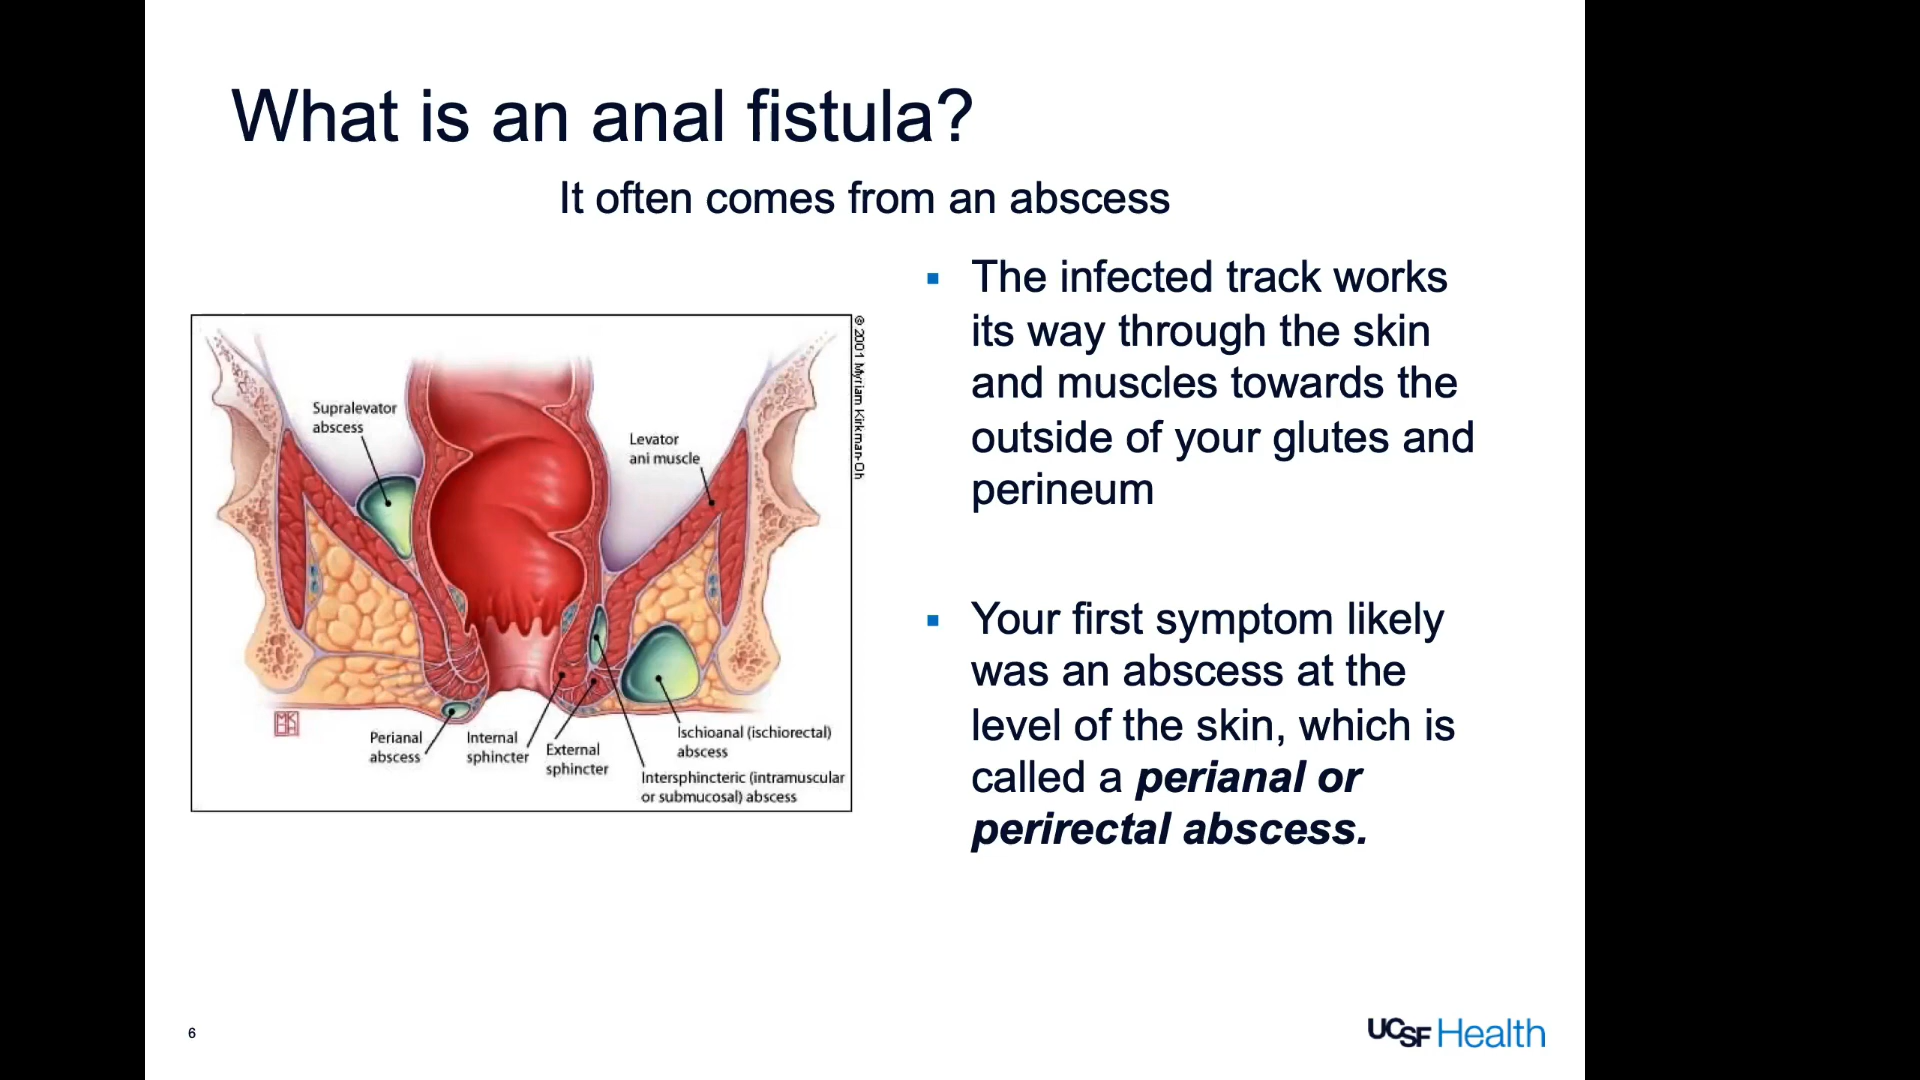 What is an anal fistula?
It often comes from an abscess
▪ The infected track works
its way through the skin
and muscles towards the
outside of your glutes and
perineum
▪ Your first symptom likely
was an abscess at the
level of the skin, which is
called a perianal or
perirectal abscess.
© 2001 Myriam Kirkman-Oh
Supralevator
abscess
Levator
ani muscle
Perianal
abscess
Internal
sphincter
External
sphincter
Ischioanal (ischiorectal)
abscess
Intersphincteric (intramuscular
or submucosal) abscess
6
UCSF Health